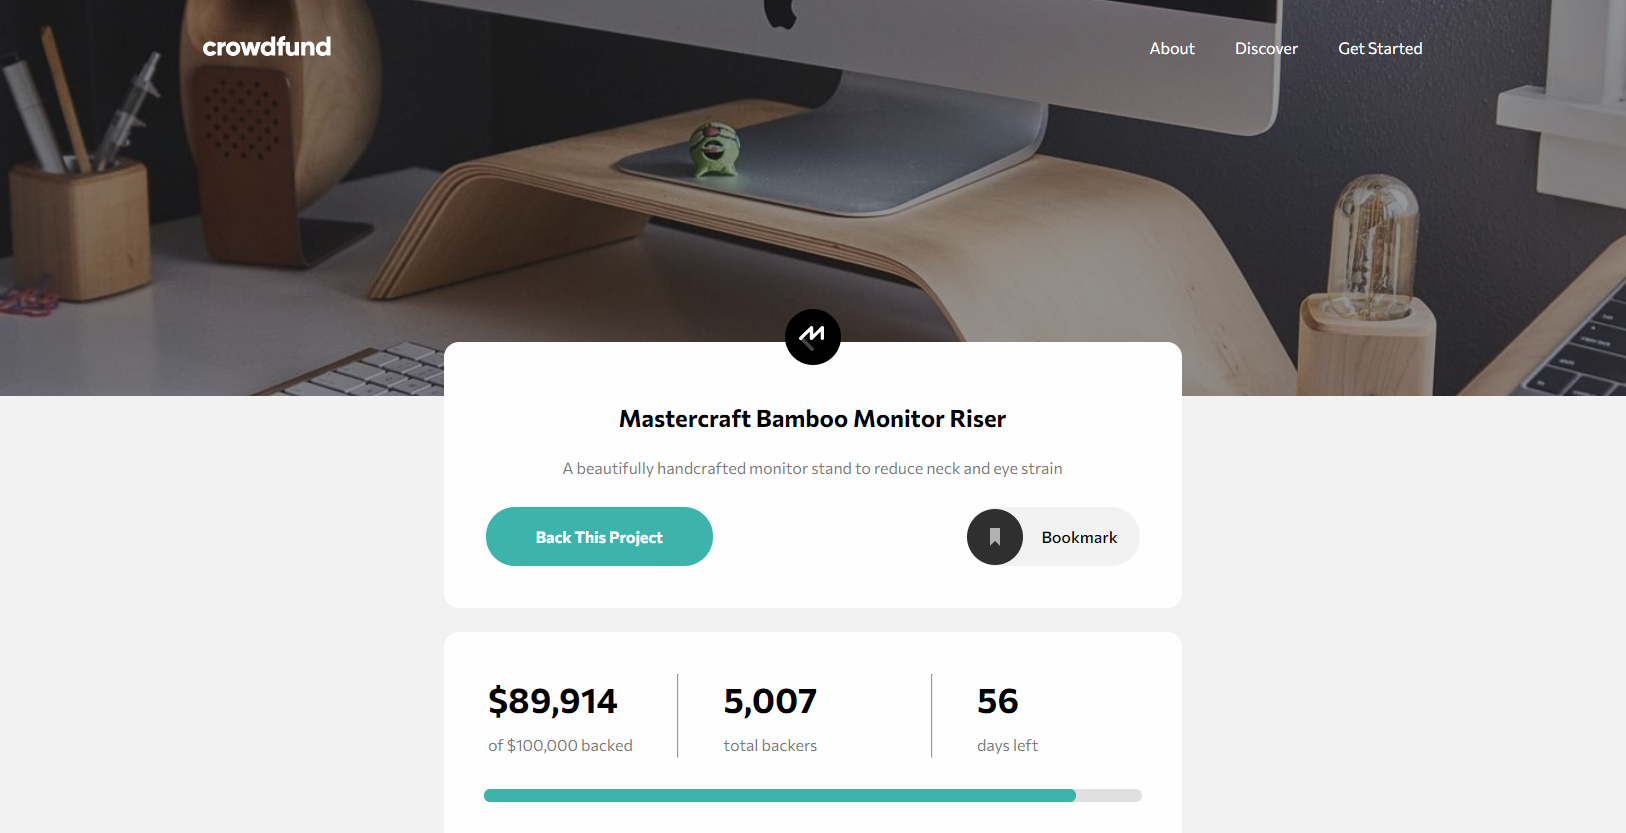 crowdfund
About Discover Get Started
Mastercraft Bamboo Monitor Riser
A beautifully handcrafted monitor stand to reduce neck and eye strain
Back This Project
Bookmark
$89,914
of $100,000 backed
5,007
total backers
56
days left